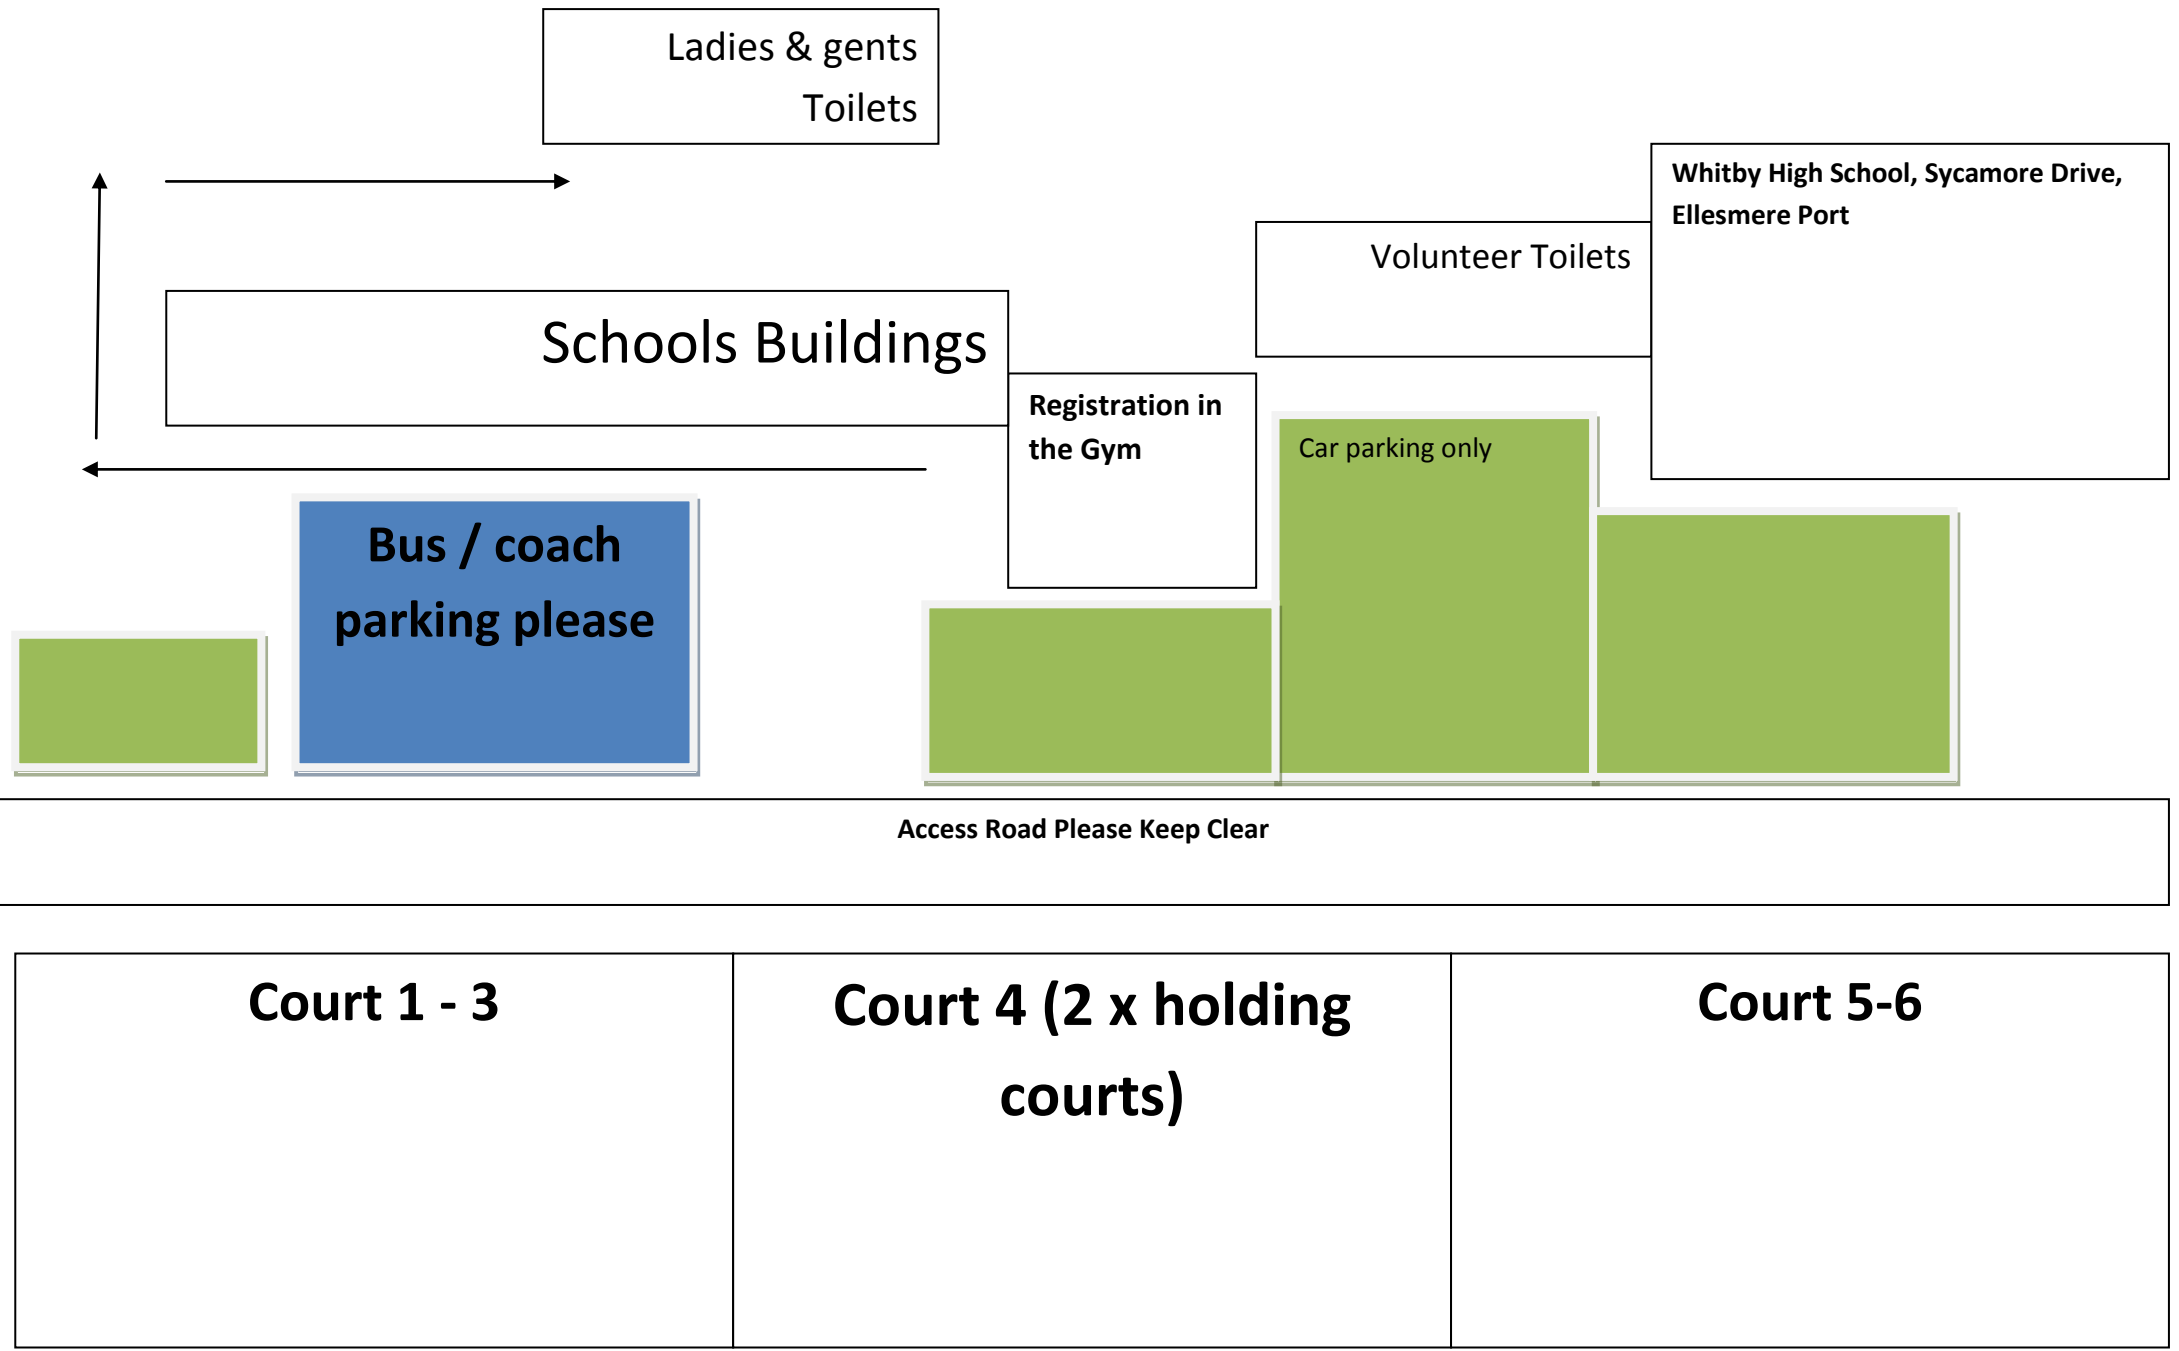 Ladies & gents
Toilets
Whitby High School, Sycamore Drive,
Ellesmere Port
Volunteer Toilets
Schools Buildings
Registration in
the Gym
Car parking only
Bus / coach
parking please
Access Road Please Keep Clear
Court 1 - 3
Court 4 (2 x holding
courts)
Court 5-6